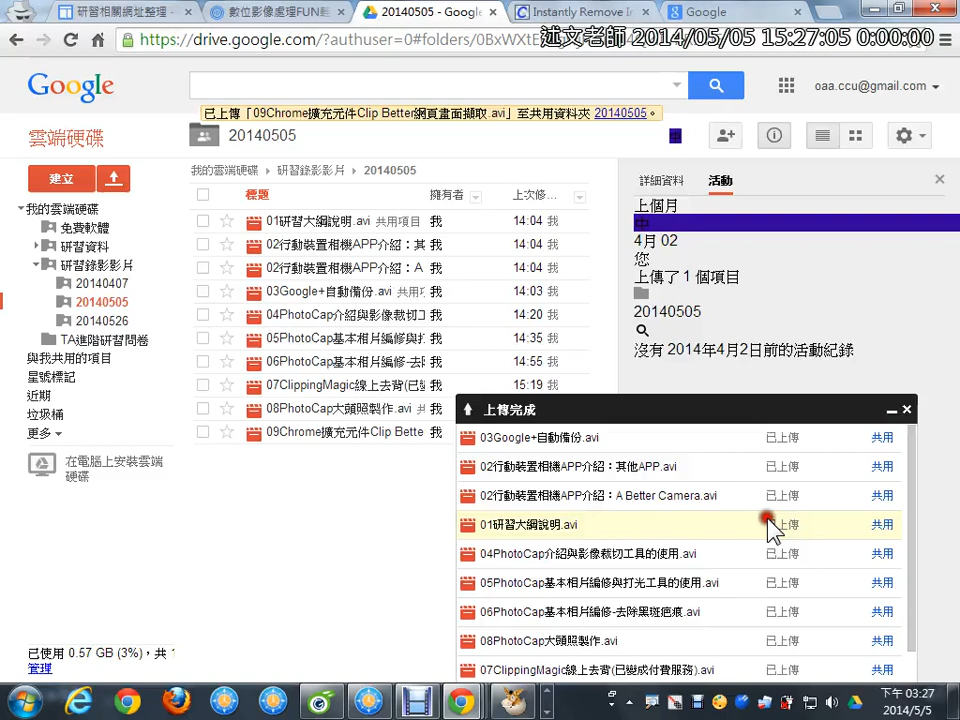 研習相關網址整理 -
數位影像處理FUN
20140505 - Google
Instantly Remove I
Google
https://drive.google.com/?authuser=0#folders/0BxWXtE
述文老師 2014/05/05 15:27:05 0:00:00
Google
oaa.ccu@gmail.com
已上傳「09Chrome擴充元件Clip Better網頁畫面擷取.avi」至共用資料夾 20140505。
雲端硬碟
20140505
中
建立
我的雲端硬碟 › 研習錄影影片 › 20140505
詳細資料 活動
標題 擁有者 上次修...
我的雲端硬碟
免費軟體
研習資料
研習錄影影片
20140407
20140505
20140526
TA進階研習問卷
與我共用的項目
星號標記
近期
垃圾桶
更多
在電腦上安裝雲端
硬碟
01研習大綱說明.avi 共用項目 我 14:04 我
02行動裝置相機APP介紹：其 我 14:04 我
02行動裝置相機APP介紹：A 我 14:04 我
03Google+自動備份.avi 共用項 我 14:03 我
04PhotoCap介紹與影像裁切工 我 14:20 我
05PhotoCap基本相片編修與打 我 14:35 我
06PhotoCap基本相片編修-去除 我 14:55 我
07ClippingMagic線上去背(已變 我 15:19 我
08PhotoCap大頭照製作.avi 共 我
09Chrome擴充元件Clip Bette 我
上個月
中
4月 02
您
上傳了 1 個項目
20140505
沒有 2014年4月2日前的活動紀錄
上傳完成
03Google+自動備份.avi 已上傳 共用
02行動裝置相機APP介紹：其他APP.avi 已上傳 共用
02行動裝置相機APP介紹：A Better Camera.avi 已上傳 共用
01研習大綱說明.avi 已上傳 共用
04PhotoCap介紹與影像裁切工具的使用.avi 已上傳 共用
05PhotoCap基本相片編修與打光工具的使用.avi 已上傳 共用
06PhotoCap基本相片編修-去除黑斑疤痕.avi 已上傳 共用
08PhotoCap大頭照製作.avi 已上傳 共用
07ClippingMagic線上去背(已變成付費服務).avi 已上傳 共用
已使用 0.57 GB (3%)，共 1
管理
下午 03:27
2014/5/5